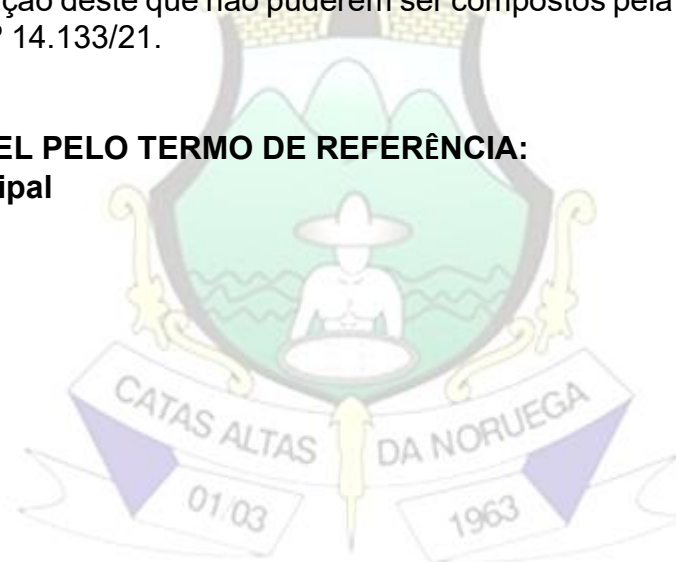 ção deste que não puderem ser compostos pela
º 14.133/21.
EL PELO TERMO DE REFERÊNCIA:
ipal
CATAS ALTAS DA NORUEGA
01/03 1963